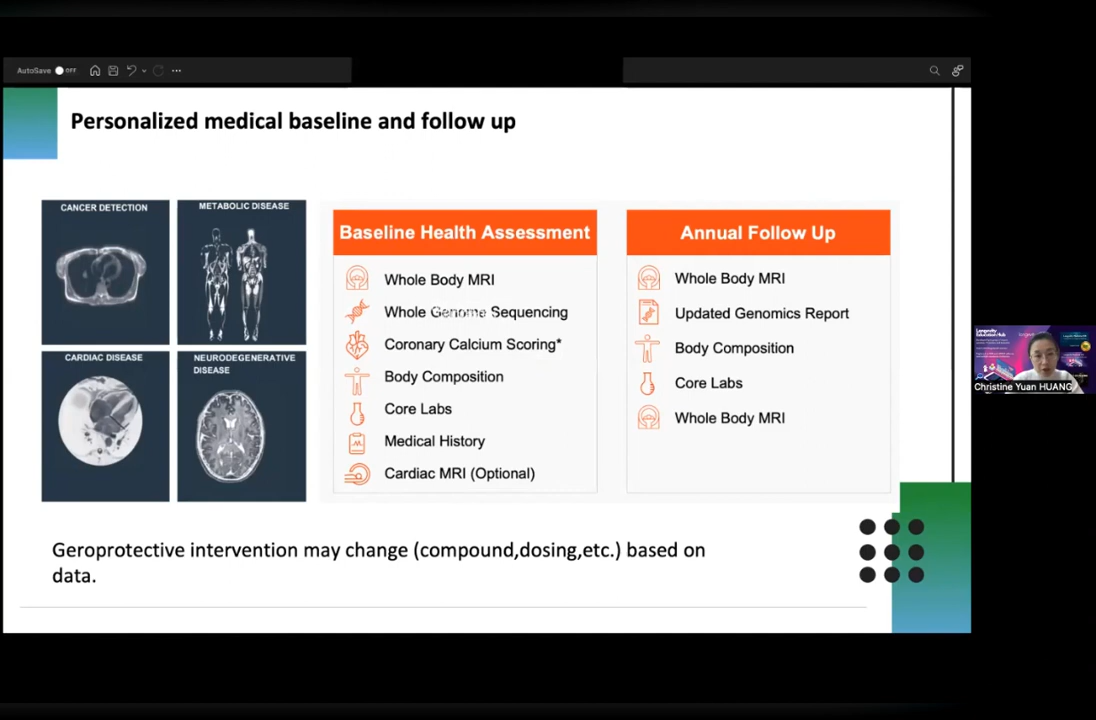 AutoSave OFF
Personalized medical baseline and follow up
CANCER DETECTION
METABOLIC DISEASE
CARDIAC DISEASE
NEURODEGENERATIVE
DISEASE
Baseline Health Assessment
Whole Body MRI
Whole Genome Sequencing
Coronary Calcium Scoring*
Body Composition
Core Labs
Medical History
Cardiac MRI (Optional)
Annual Follow Up
Whole Body MRI
Updated Genomics Report
Body Composition
Core Labs
Whole Body MRI
Geroprotective intervention may change (compound,dosing,etc.) based on
data.
Longevity
Education Hub
Christine Yuan HUANG